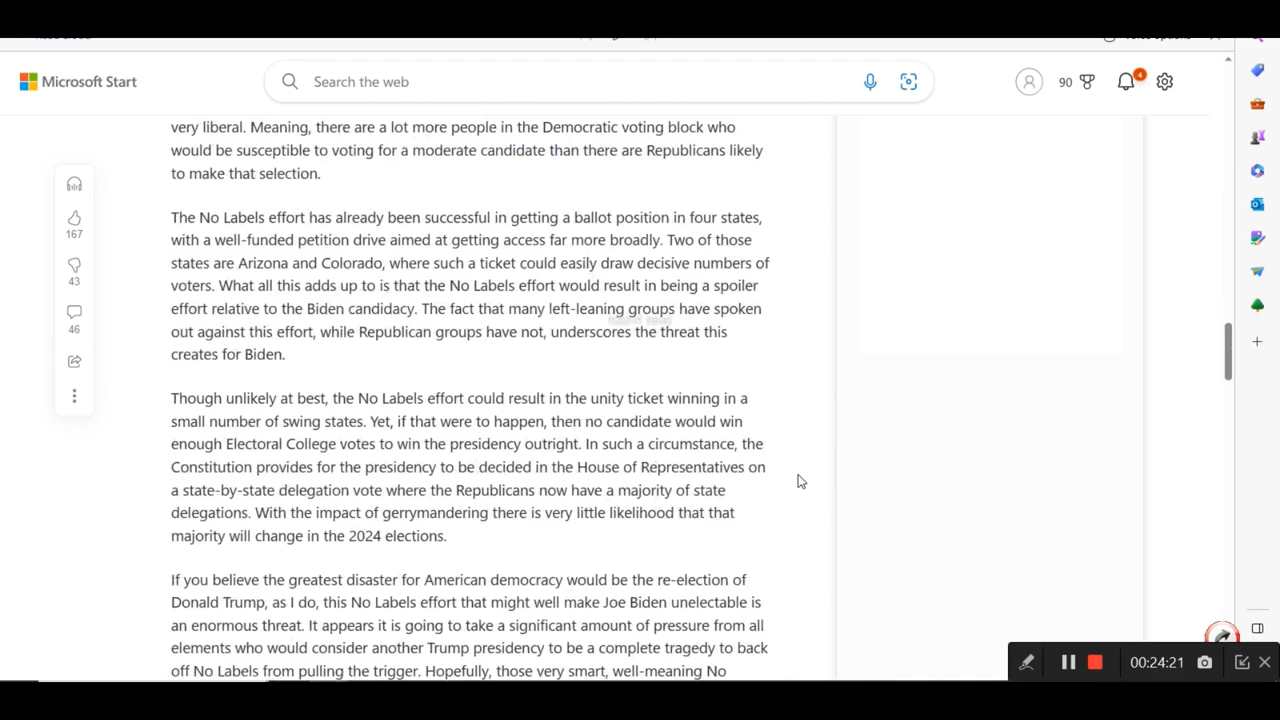 Microsoft Start
Search the web
90
4
very liberal. Meaning, there are a lot more people in the Democratic voting block who
would be susceptible to voting for a moderate candidate than there are Republicans likely
to make that selection.
167
43
46
The No Labels effort has already been successful in getting a ballot position in four states,
with a well-funded petition drive aimed at getting access far more broadly. Two of those
states are Arizona and Colorado, where such a ticket could easily draw decisive numbers of
voters. What all this adds up to is that the No Labels effort would result in being a spoiler
effort relative to the Biden candidacy. The fact that many left-leaning groups have spoken
out against this effort, while Republican groups have not, underscores the threat this
creates for Biden.
Though unlikely at best, the No Labels effort could result in the unity ticket winning in a
small number of swing states. Yet, if that were to happen, then no candidate would win
enough Electoral College votes to win the presidency outright. In such a circumstance, the
Constitution provides for the presidency to be decided in the House of Representatives on
a state-by-state delegation vote where the Republicans now have a majority of state
delegations. With the impact of gerrymandering there is very little likelihood that that
majority will change in the 2024 elections.
If you believe the greatest disaster for American democracy would be the re-election of
Donald Trump, as I do, this No Labels effort that might well make Joe Biden unelectable is
an enormous threat. It appears it is going to take a significant amount of pressure from all
elements who would consider another Trump presidency to be a complete tragedy to back
off No Labels from pulling the trigger. Hopefully, those very smart, well-meaning No
00:24:21